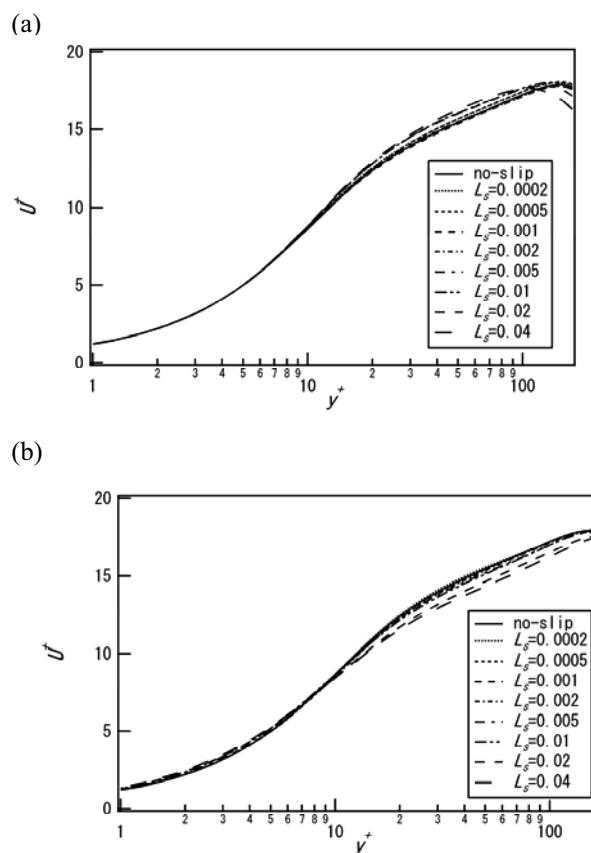 (a)
20
15
10
5
0
U⁺
no-slip
Lₛ=0.0002
Lₛ=0.0005
Lₛ=0.001
Lₛ=0.002
Lₛ=0.005
Lₛ=0.01
Lₛ=0.02
Lₛ=0.04
1 2 3 4 5 6 7 8 9 10 2 3 4 5 6 7 8 9 100
y⁺
(b)
20
15
10
5
0
U⁺
no-slip
Lₛ=0.0002
Lₛ=0.0005
Lₛ=0.001
Lₛ=0.002
Lₛ=0.005
Lₛ=0.01
Lₛ=0.02
Lₛ=0.04
1 2 3 4 5 6 7 8 9 10 2 3 4 5 6 7 8 9 100
y⁺